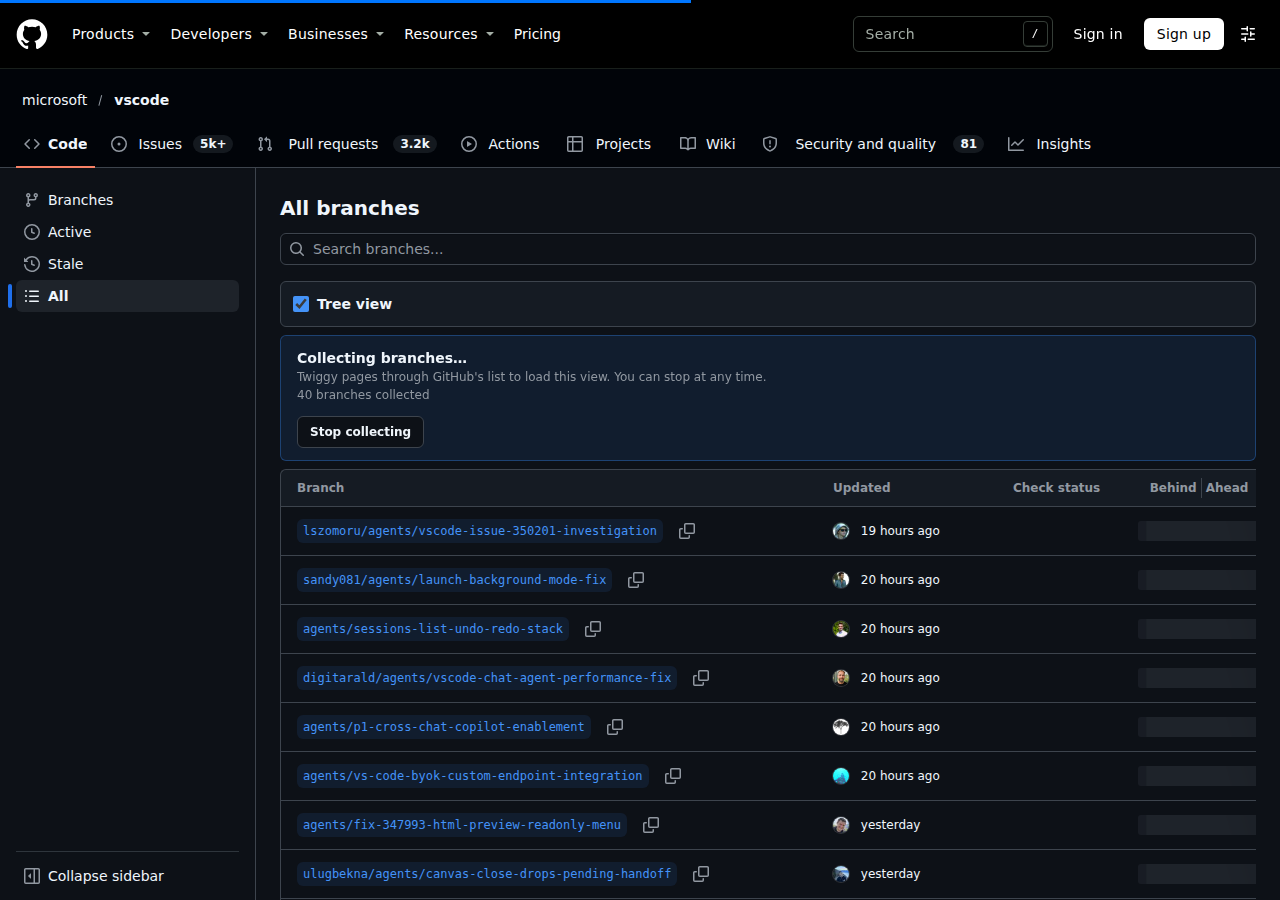 Products Developers Businesses Resources Pricing Search / Sign in Sign up
microsoft / vscode
Code Issues 5k+ Pull requests 3.2k Actions Projects Wiki Security and quality 81 Insights
Branches
Active
Stale
All
Collapse sidebar
All branches
Search branches...
Tree view
Collecting branches…
Twiggy pages through GitHub's list to load this view. You can stop at any time.
40 branches collected
Stop collecting
Branch Updated Check status Behind Ahead
lszomoru/agents/vscode-issue-350201-investigation 19 hours ago
sandy081/agents/launch-background-mode-fix 20 hours ago
agents/sessions-list-undo-redo-stack 20 hours ago
digitarald/agents/vscode-chat-agent-performance-fix 20 hours ago
agents/p1-cross-chat-copilot-enablement 20 hours ago
agents/vs-code-byok-custom-endpoint-integration 20 hours ago
agents/fix-347993-html-preview-readonly-menu yesterday
ulugbekna/agents/canvas-close-drops-pending-handoff yesterday